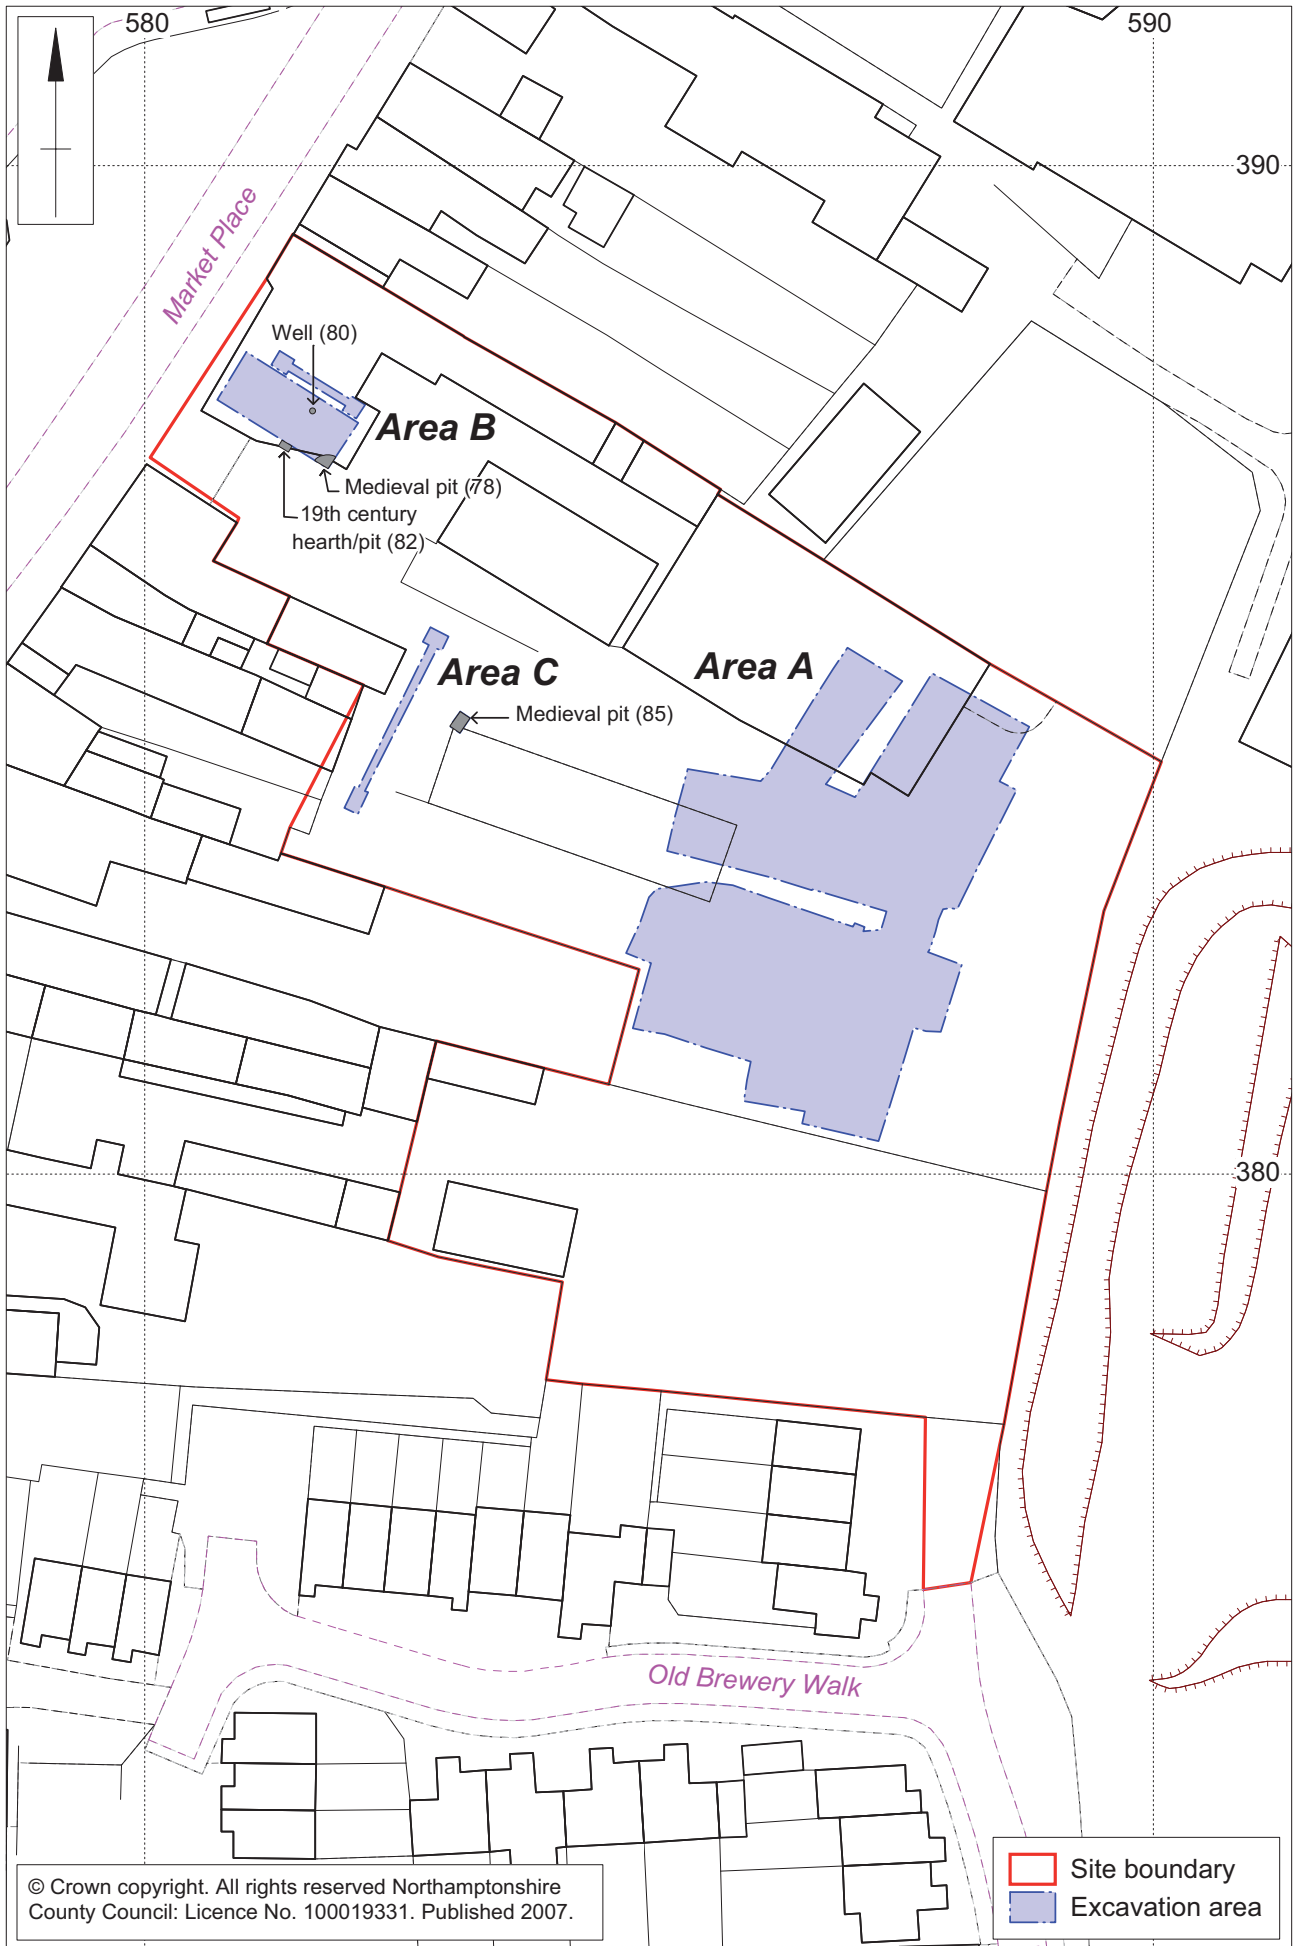 580
590
390
Market Place
Well (80)
Area B
Medieval pit (78)
19th century
hearth/pit (82)
Area C
Area A
Medieval pit (85)
380
Old Brewery Walk
Site boundary
Excavation area
© Crown copyright. All rights reserved Northamptonshire
County Council: Licence No. 100019331. Published 2007.